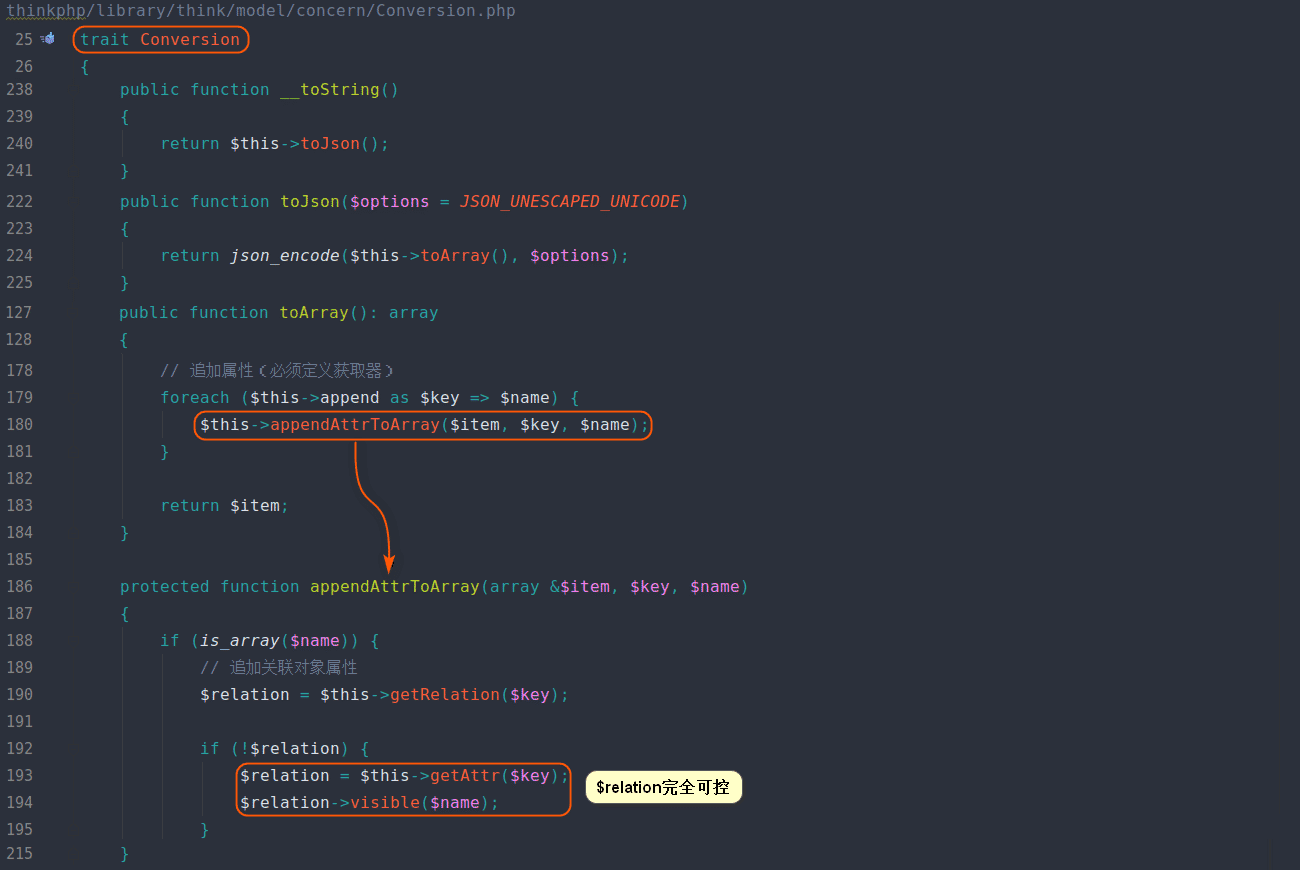 thinkphp/library/think/model/concern/Conversion.php
25 trait Conversion
26 {
238 public function __toString()
239 {
240 return $this->toJson();
241 }
222 public function toJson($options = JSON_UNESCAPED_UNICODE)
223 {
224 return json_encode($this->toArray(), $options);
225 }
127 public function toArray(): array
128 {
178 // 追加属性（必须定义获取器）
179 foreach ($this->append as $key => $name) {
180 $this->appendAttrToArray($item, $key, $name);
181 }
182
183 return $item;
184 }
185
186 protected function appendAttrToArray(array &$item, $key, $name)
187 {
188 if (is_array($name)) {
189 // 追加关联对象属性
190 $relation = $this->getRelation($key);
191
192 if (!$relation) {
193 $relation = $this->getAttr($key);
194 $relation->visible($name);
$relation完全可控
195 }
215 }